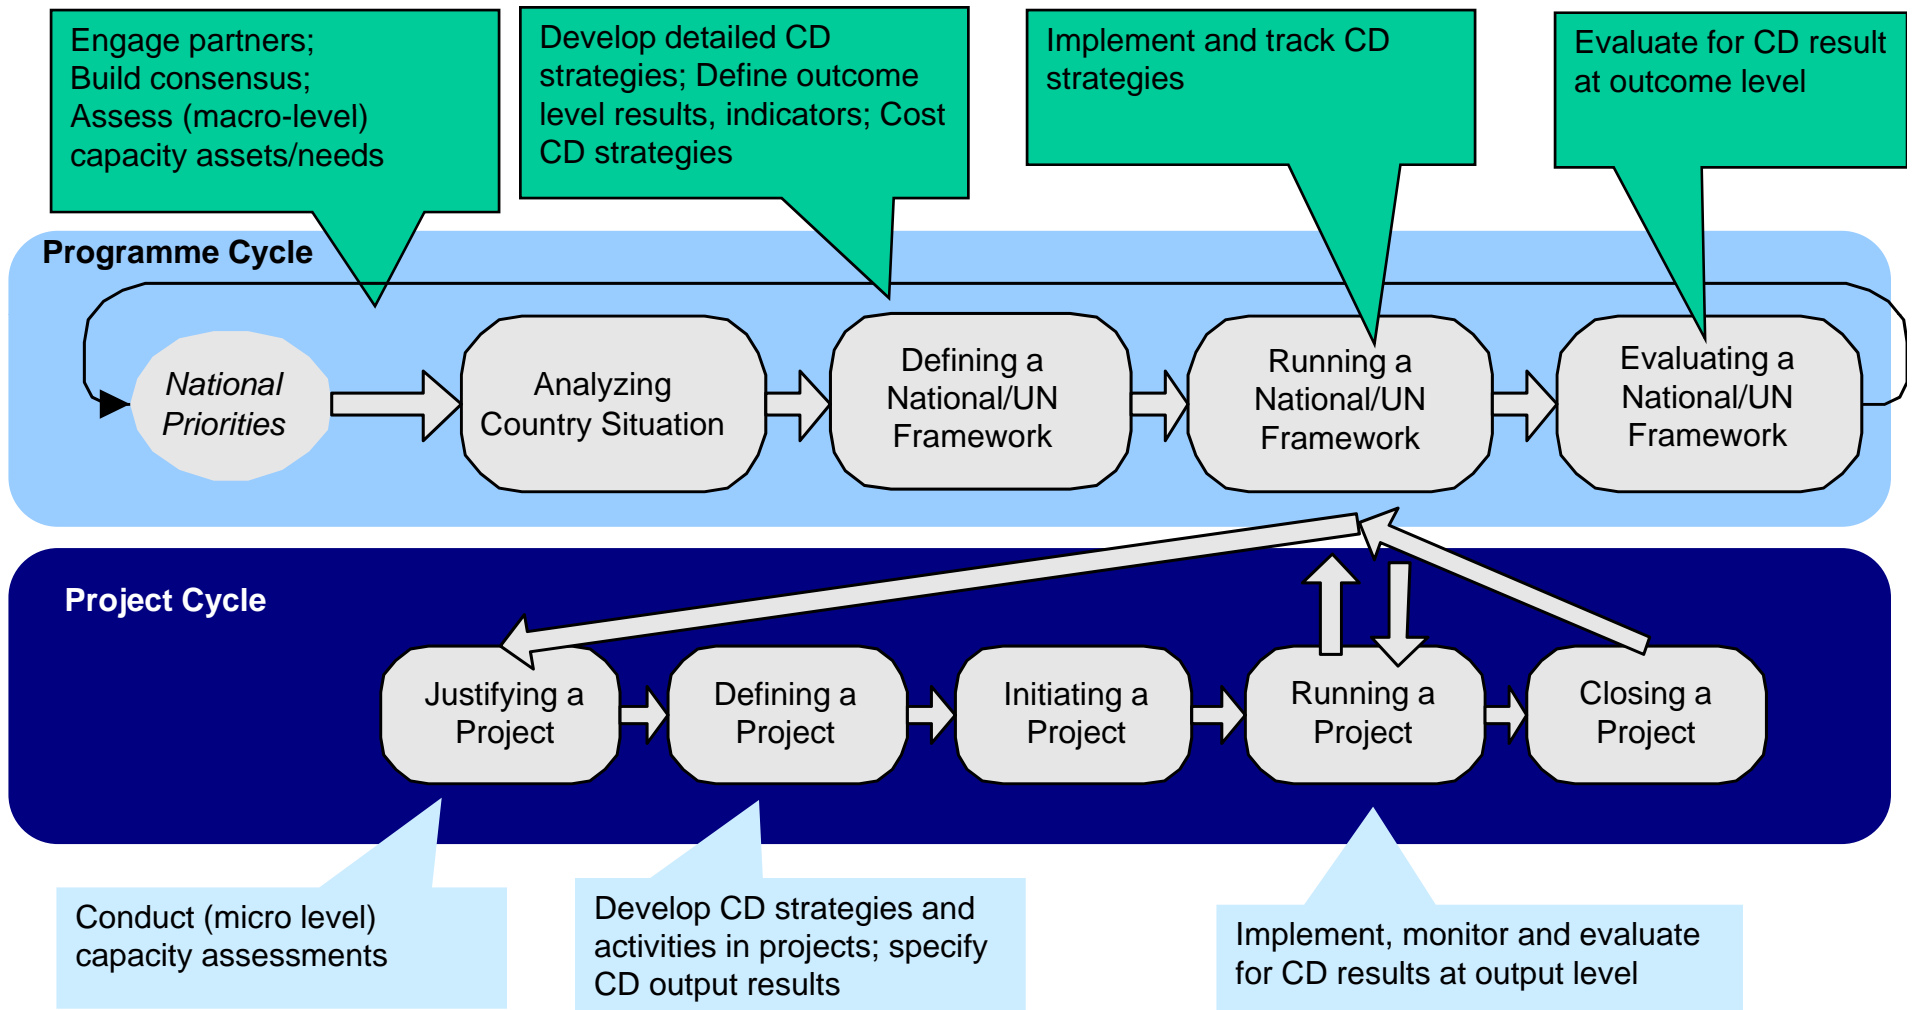 Engage partners;
Build consensus;
Assess (macro-level)
capacity assets/needs
Develop detailed CD
strategies; Define outcome
level results, indicators; Cost
CD strategies
Implement and track CD
strategies
Evaluate for CD result
at outcome level
Programme Cycle
National
Priorities
Analyzing
Country Situation
Defining a
National/UN
Framework
Running a
National/UN
Framework
Evaluating a
National/UN
Framework
Project Cycle
Justifying a
Project
Defining a
Project
Initiating a
Project
Running a
Project
Closing a
Project
Conduct (micro level)
capacity assessments
Develop CD strategies and
activities in projects; specify
CD output results
Implement, monitor and evaluate
for CD results at output level